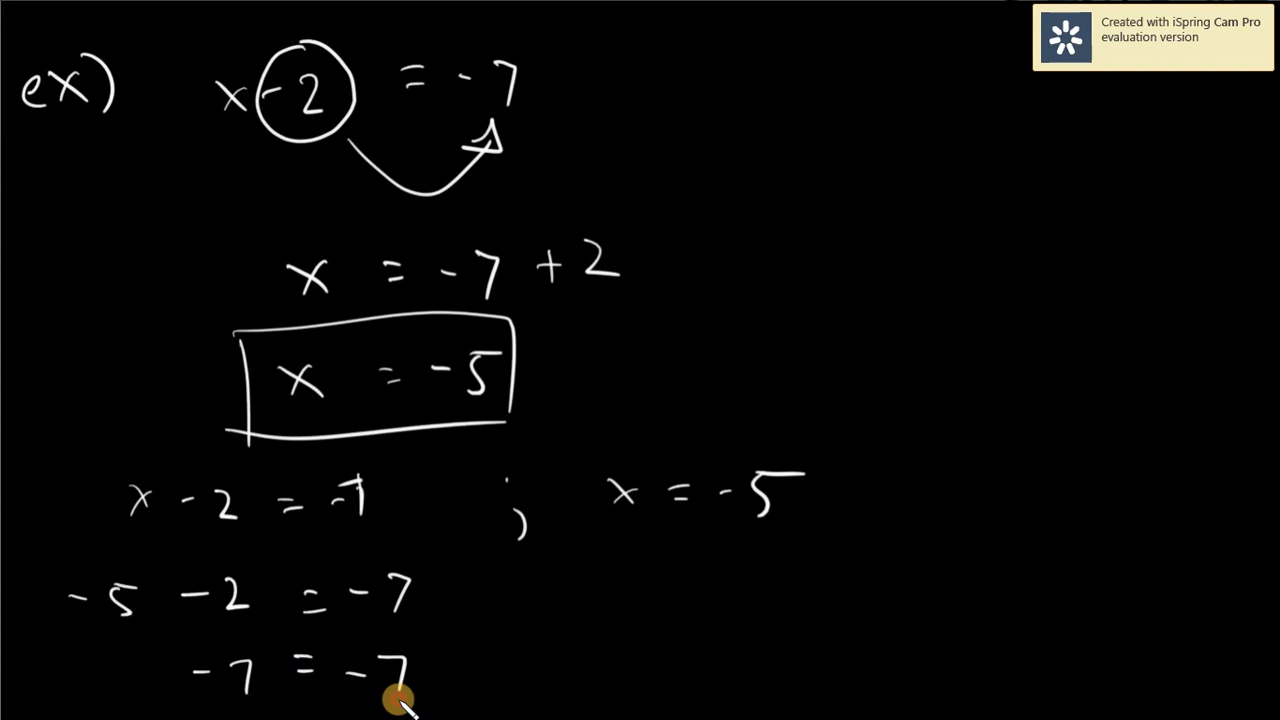 Created with iSpring Cam Pro
evaluation version
ex) x - 2 = - 7
x = - 7 + 2
x = - 5
x - 2 = -7 ; x = - 5
- 5 - 2 = - 7
- 7 = - 7